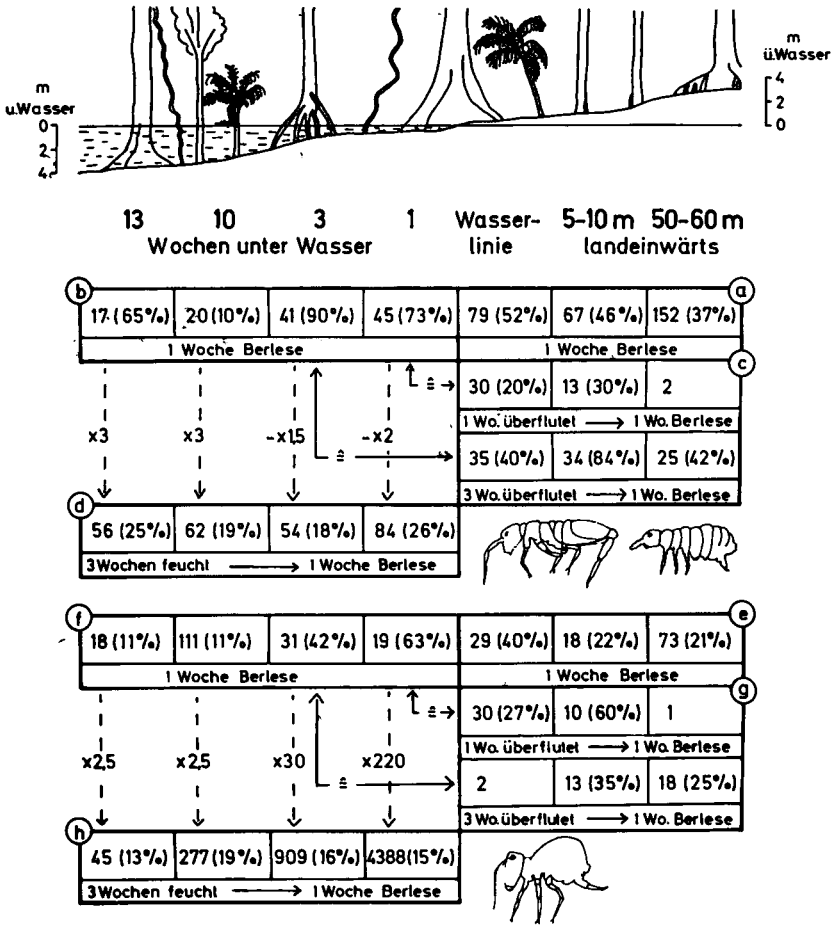 m
ü.Wasser
4
2
0
m
u.Wasser
0
2
4
13 10 3 1 Wasser- 5-10 m 50-60 m
Wochen unter Wasser linie landeinwärts
b a
17 (65%) 20 (10%) 41 (90%) 45 (73%) 79 (52%) 67 (46%) 152 (37%)
1 Woche Berlese 1 Woche Berlese
c
≙ 30 (20%) 13 (30%) 2
1 Wo. überflutet → 1 Wo. Berlese
x3 x3 ~x1,5 ~x2
≙ 35 (40%) 34 (84%) 25 (42%)
3 Wo. überflutet → 1 Wo. Berlese
d
56 (25%) 62 (19%) 54 (18%) 84 (26%)
3 Wochen feucht → 1 Woche Berlese
f e
18 (11%) 111 (11%) 31 (42%) 19 (63%) 29 (40%) 18 (22%) 73 (21%)
1 Woche Berlese 1 Woche Berlese
g
≙ 30 (27%) 10 (60%) 1
1 Wo. überflutet → 1 Wo. Berlese
x2,5 x2,5 x30 x220
≙ 2 13 (35%) 18 (25%)
3 Wo. überflutet → 1 Wo. Berlese
h
45 (13%) 277 (19%) 909 (16%) 4388 (15%)
3 Wochen feucht → 1 Woche Berlese